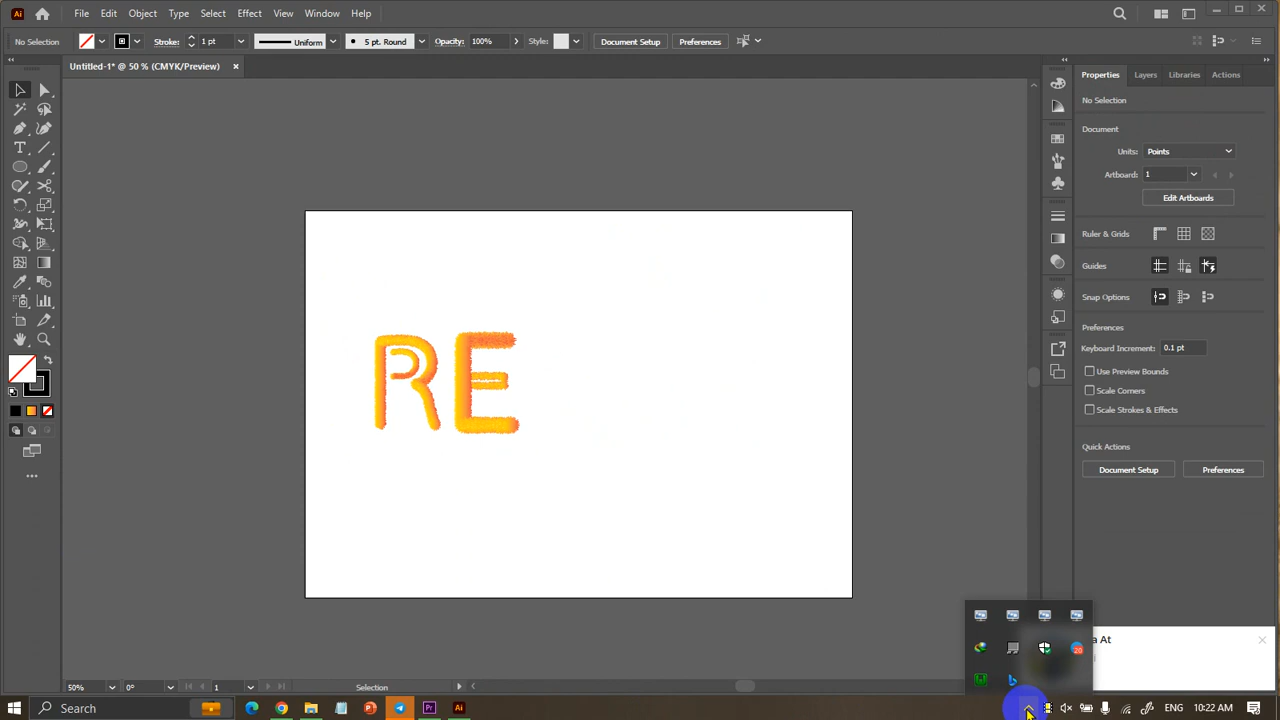 Ai File Edit Object Type Select Effect View Window Help
No Selection Stroke: 1 pt Uniform 5 pt. Round Opacity: 100% Style: Document Setup Preferences
Untitled-1* @ 50 % (CMYK/Preview)
Properties Layers Libraries Actions
No Selection
Document
Units: Points
Artboard: 1
Edit Artboards
Ruler & Grids
Guides
Snap Options
Preferences
Keyboard Increment: 0.1 pt
Use Preview Bounds
Scale Corners
Scale Strokes & Effects
Quick Actions
Document Setup Preferences
RE
a At
20
50% 0° 1 Selection
Search P Pr Ai 10:22 AM